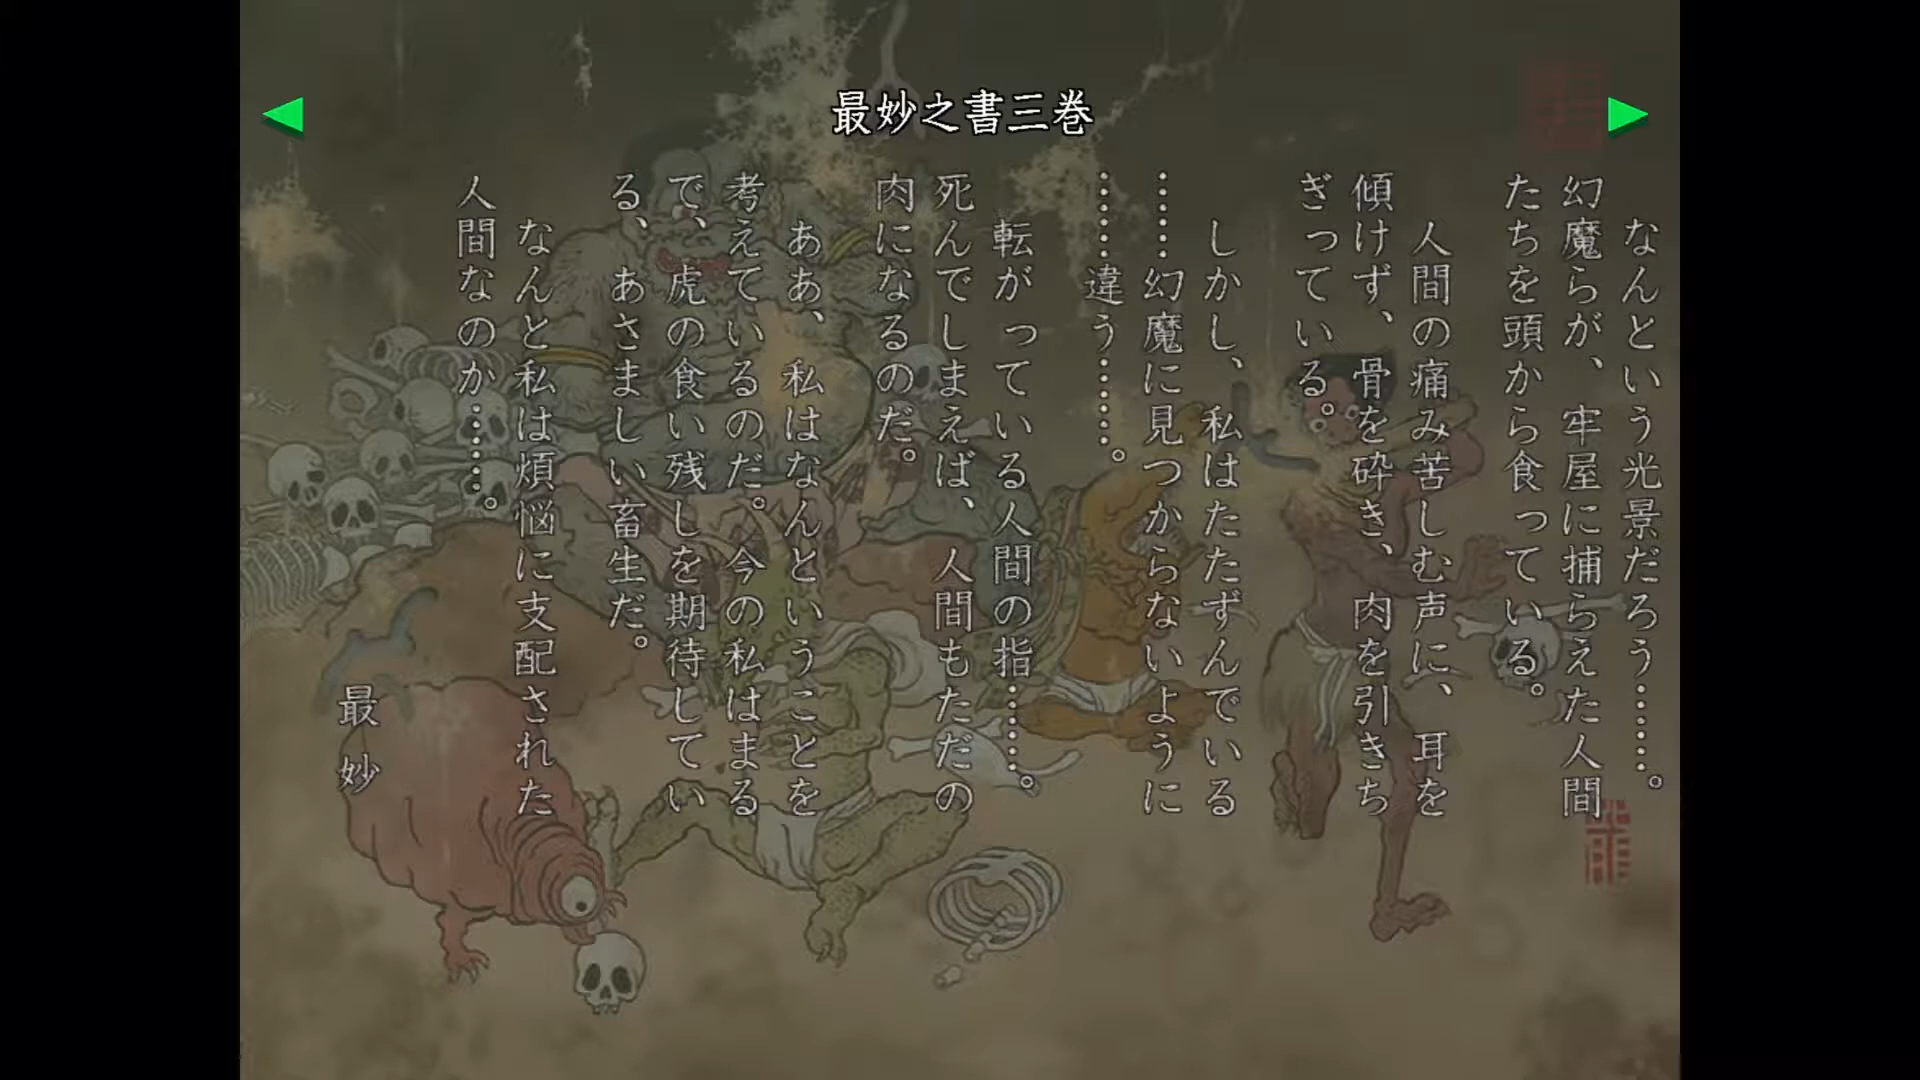 最妙之書三巻
なんという光景だろう………。
幻魔らが、牢屋に捕らえた人間
たちを頭から食っている。
人間の痛み苦しむ声に、耳を
傾けず、骨を砕き、肉を引きち
ぎっている。
しかし、私はたたずんでいる
………幻魔に見つからないように
………違う………。
転がっている人間の指………。
死んでしまえば、人間もただの
肉になるのだ。
ああ、私はなんということを
考えているのだ。今の私はまる
で、虎の食い残しを期待してい
る、あさましい畜生だ。
なんと私は煩悩に支配された
人間なのか………。
最妙